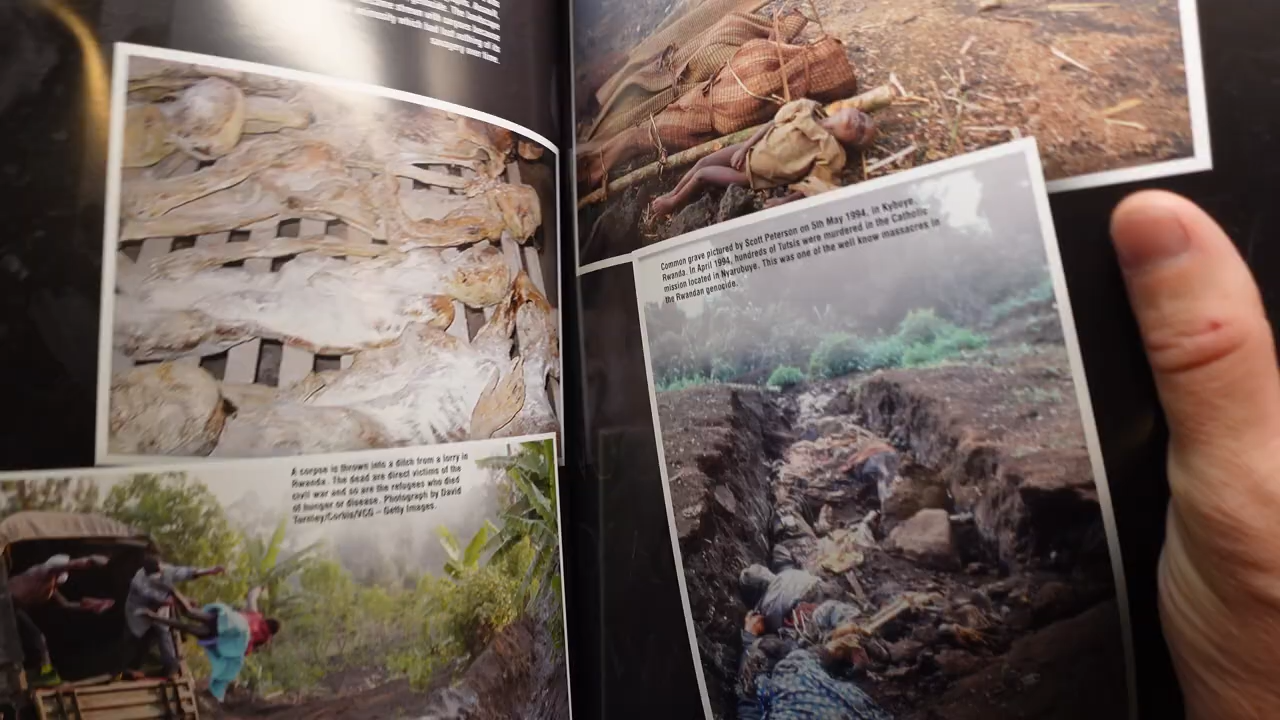 savagery over time.
A corpse is thrown into a ditch from a lorry in
Rwanda. The dead are direct victims of the
civil war and so are the refugees who died
of hunger or disease. Photograph by David
Turnley/Corbis/VCG – Getty Images.
Common grave pictured by Scott Peterson on 5th May 1994, in Kybuye,
Rwanda. In April 1994, hundreds of Tutsis were murdered in the Catholic
mission located in Nyarubuye. This was one of the well know massacres in
the Rwandan genocide.